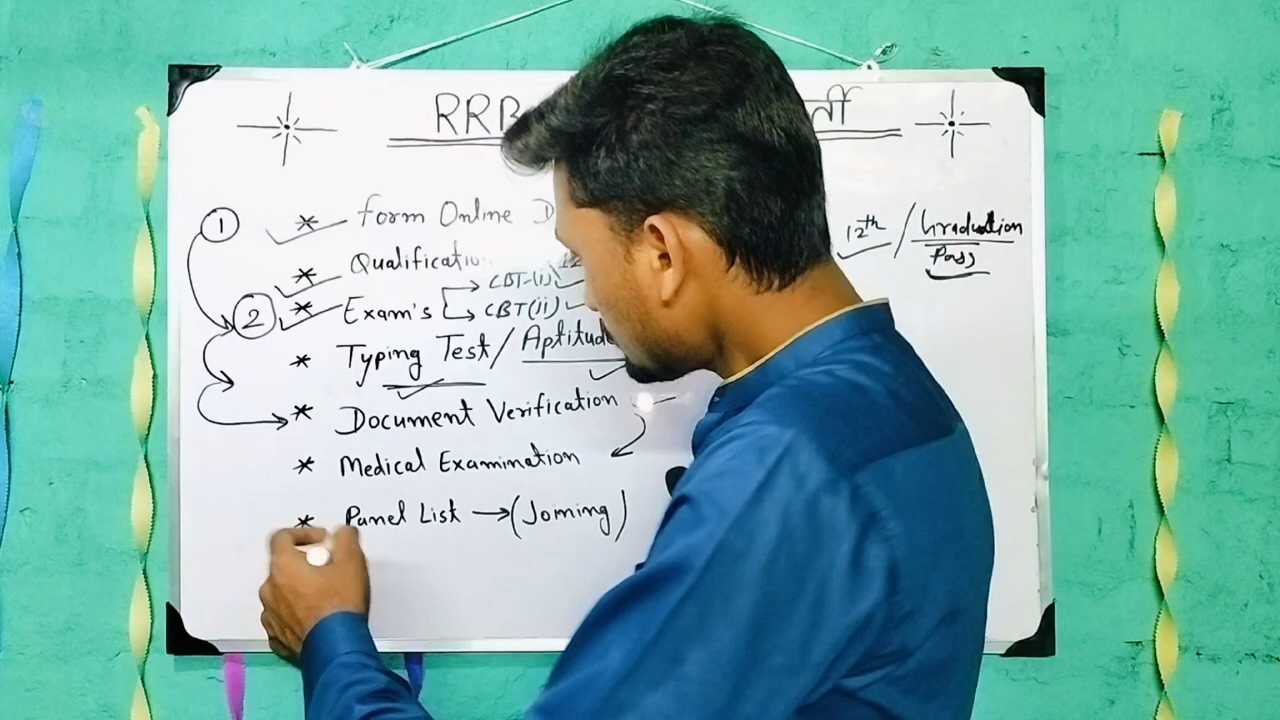 RRB
① * Form Online D 12th / Graduation
Pass
* Qualification 12
② * Exam's CBT-(i)
CBT(ii)
* Typing Test / Aptitude
* Document Verification
* Medical Examination
* Panel List → (Joining)